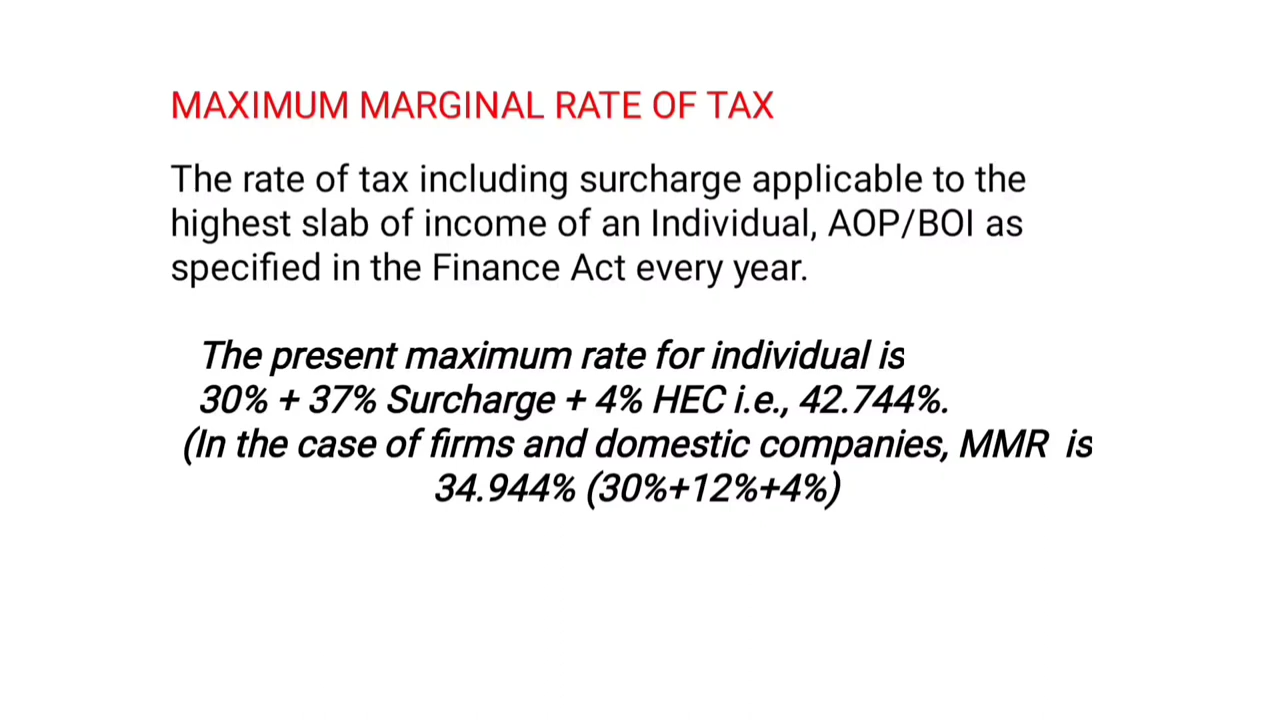 MAXIMUM MARGINAL RATE OF TAX
The rate of tax including surcharge applicable to the
highest slab of income of an Individual, AOP/BOI as
specified in the Finance Act every year.
The present maximum rate for individual is
30% + 37% Surcharge + 4% HEC i.e., 42.744%.
(In the case of firms and domestic companies, MMR is
34.944% (30%+12%+4%)